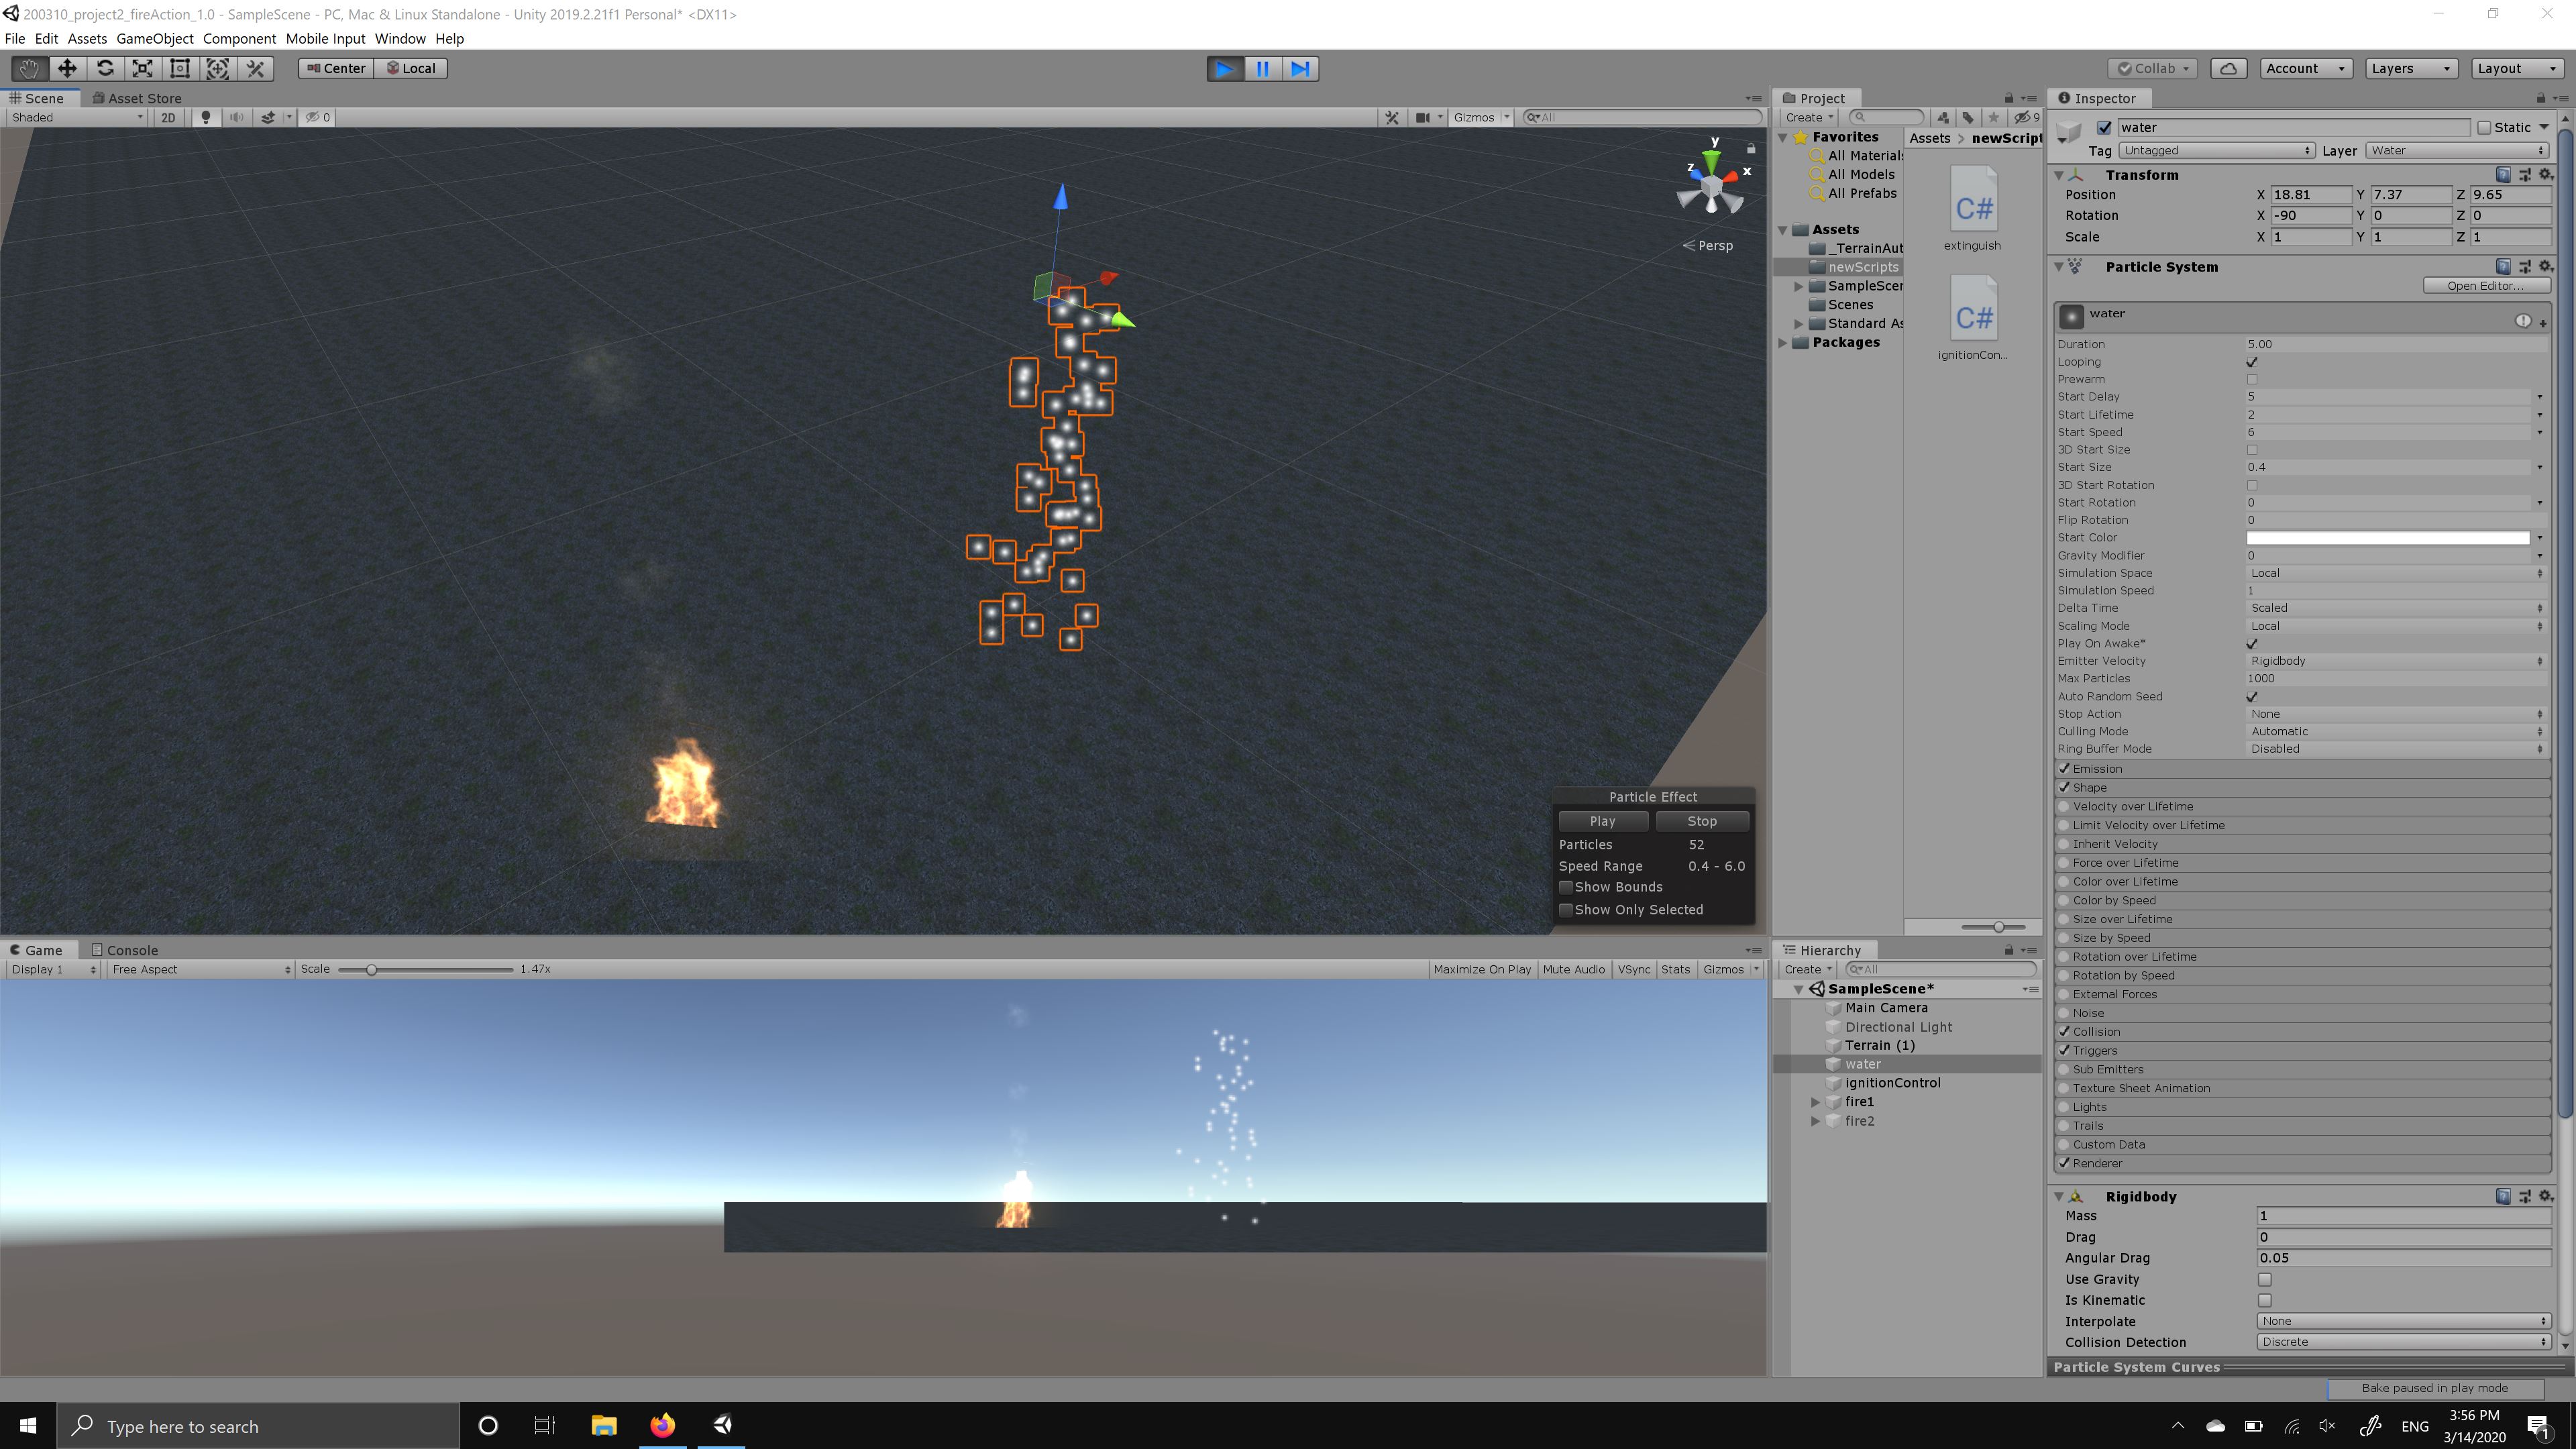 200310_project2_fireAction_1.0 - SampleScene - PC, Mac & Linux Standalone - Unity 2019.2.21f1 Personal* <DX11>
File Edit Assets GameObject Component Mobile Input Window Help
Center Local
Collab Account Layers Layout
Scene Asset Store
Shaded 2D 0 Gizmos All
y
z x
Persp
Particle Effect
Play Stop
Particles 52
Speed Range 0.4 - 6.0
Show Bounds
Show Only Selected
Game Console
Display 1 Free Aspect Scale 1.47x Maximize On Play Mute Audio VSync Stats Gizmos
Project
Create 9
Favorites
All Materials
All Models
All Prefabs
Assets
_TerrainAut
newScripts
SampleScen
Scenes
Standard As
Packages
Assets > newScript
C#
extinguish
C#
ignitionCon...
Hierarchy
Create All
SampleScene*
Main Camera
Directional Light
Terrain (1)
water
ignitionControl
fire1
fire2
Inspector
water Static
Tag Untagged Layer Water
Transform
Position X 18.81 Y 7.37 Z 9.65
Rotation X -90 Y 0 Z 0
Scale X 1 Y 1 Z 1
Particle System
Open Editor...
water
Duration 5.00
Looping
Prewarm
Start Delay 5
Start Lifetime 2
Start Speed 6
3D Start Size
Start Size 0.4
3D Start Rotation
Start Rotation 0
Flip Rotation 0
Start Color
Gravity Modifier 0
Simulation Space Local
Simulation Speed 1
Delta Time Scaled
Scaling Mode Local
Play On Awake*
Emitter Velocity Rigidbody
Max Particles 1000
Auto Random Seed
Stop Action None
Culling Mode Automatic
Ring Buffer Mode Disabled
Emission
Shape
Velocity over Lifetime
Limit Velocity over Lifetime
Inherit Velocity
Force over Lifetime
Color over Lifetime
Color by Speed
Size over Lifetime
Size by Speed
Rotation over Lifetime
Rotation by Speed
External Forces
Noise
Collision
Triggers
Sub Emitters
Texture Sheet Animation
Lights
Trails
Custom Data
Renderer
Rigidbody
Mass 1
Drag 0
Angular Drag 0.05
Use Gravity
Is Kinematic
Interpolate None
Collision Detection Discrete
Particle System Curves
Bake paused in play mode
Type here to search
ENG
3:56 PM
3/14/2020
1